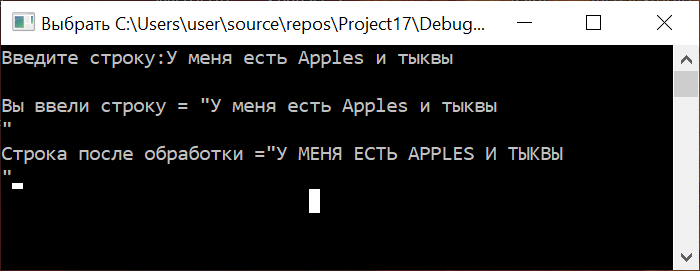 Выбрать C:\Users\user\source\repos\Project17\Debug...
Введите строку:У меня есть Apples и тыквы
Вы ввели строку = "У меня есть Apples и тыквы
"
Строка после обработки ="У МЕНЯ ЕСТЬ APPLES И ТЫКВЫ
"